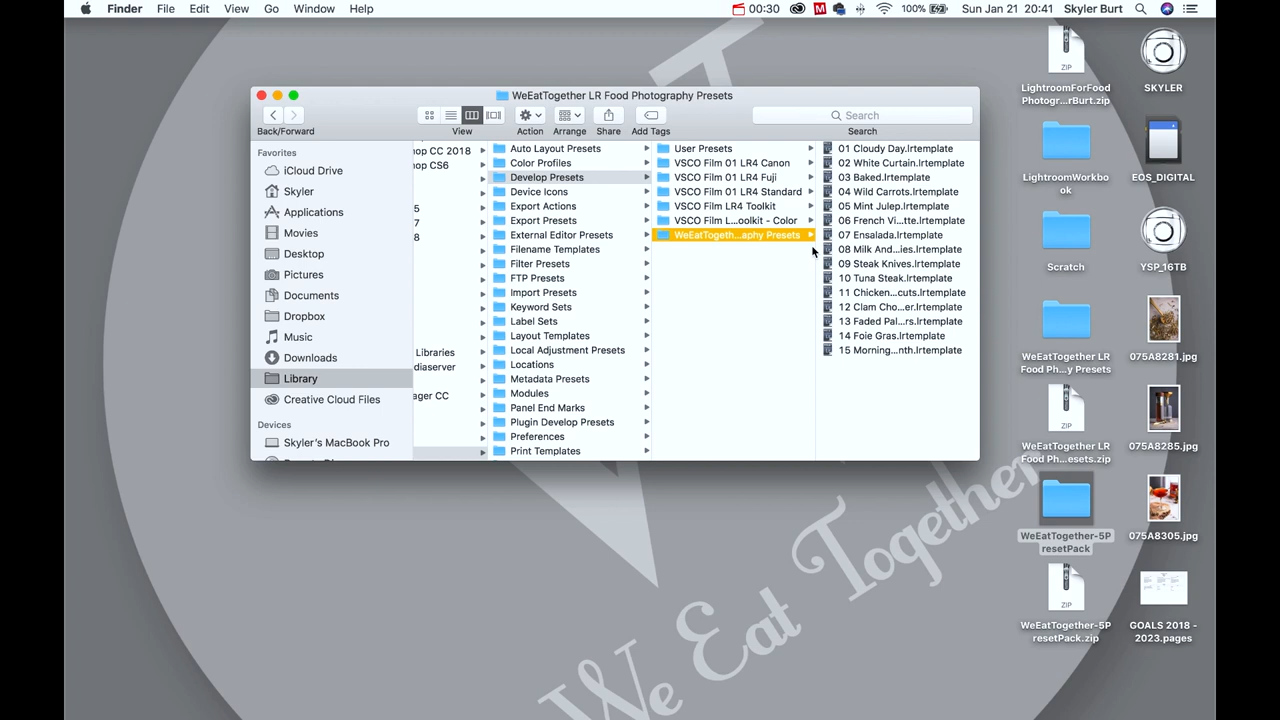 Finder File Edit View Go Window Help 00:30 100% Sun Jan 21 20:41 Skyler Burt
WeEatTogether LR Food Photography Presets
Search
Back/Forward View Action Arrange Share Add Tags Search
Favorites
iCloud Drive
Skyler
Applications
Movies
Desktop
Pictures
Documents
Dropbox
Music
Downloads
Library
Creative Cloud Files
Devices
Skyler's MacBook Pro
op CC 2018
op CS6
5
7
8
Libraries
diaserver
ager CC
Auto Layout Presets
Color Profiles
Develop Presets
Device Icons
Export Actions
Export Presets
External Editor Presets
Filename Templates
Filter Presets
FTP Presets
Import Presets
Keyword Sets
Label Sets
Layout Templates
Local Adjustment Presets
Locations
Metadata Presets
Modules
Panel End Marks
Plugin Develop Presets
Preferences
Print Templates
User Presets
VSCO Film 01 LR4 Canon
VSCO Film 01 LR4 Fuji
VSCO Film 01 LR4 Standard
VSCO Film LR4 Toolkit
VSCO Film L...oolkit - Color
WeEatTogeth...aphy Presets
01 Cloudy Day.lrtemplate
02 White Curtain.lrtemplate
03 Baked.lrtemplate
04 Wild Carrots.lrtemplate
05 Mint Julep.lrtemplate
06 French Vi...tte.lrtemplate
07 Ensalada.lrtemplate
08 Milk And...ies.lrtemplate
09 Steak Knives.lrtemplate
10 Tuna Steak.lrtemplate
11 Chicken...cuts.lrtemplate
12 Clam Cho...er.lrtemplate
13 Faded Pal...rs.lrtemplate
14 Foie Gras.lrtemplate
15 Morning...nth.lrtemplate
ZIP
LightroomForFood
Photogr...rBurt.zip
SKYLER
LightroomWorkbo
ok
EOS_DIGITAL
Scratch
YSP_16TB
WeEatTogether LR
Food Ph...y Presets
075A8281.jpg
ZIP
WeEatTogether LR
Food Ph...esets.zip
075A8285.jpg
WeEatTogether-5P
resetPack
075A8305.jpg
ZIP
WeEatTogether-5P
resetPack.zip
GOALS 2018 -
2023.pages
We Eat Together